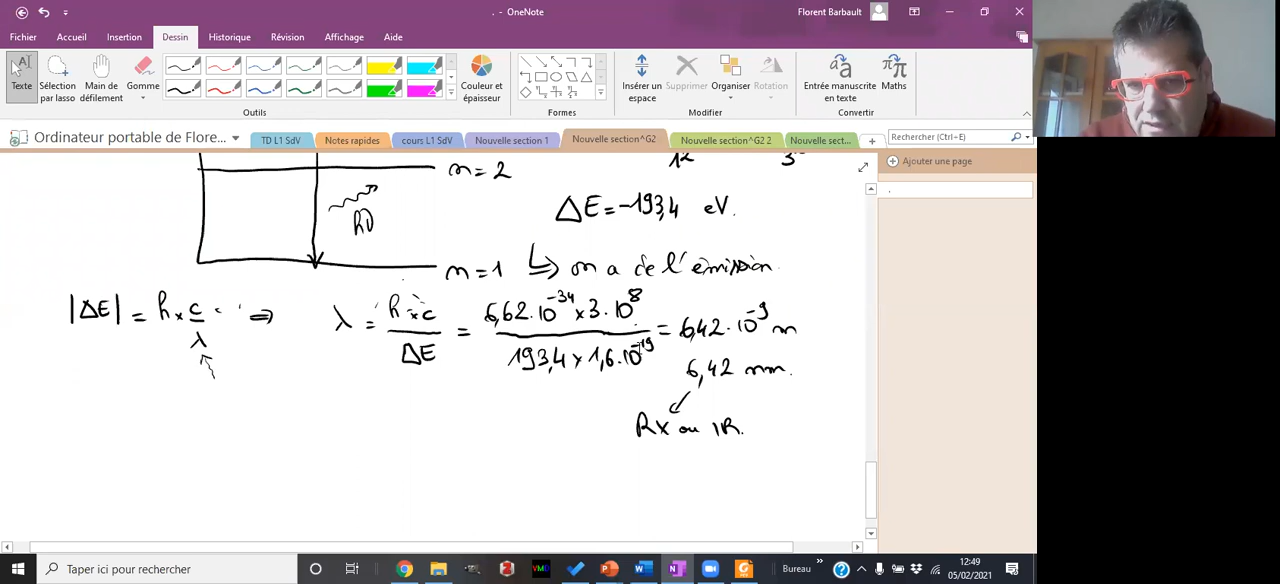 . - OneNote
Florent Barbault
Fichier Accueil Insertion Dessin Historique Révision Affichage Aide
Texte
Sélection par lasso
Main de défilement
Gomme
Couleur et épaisseur
Insérer un espace
Supprimer
Organiser
Rotation
Entrée manuscrite en texte
Maths
Outils Formes Modifier Convertir
Ordinateur portable de Flore...
TD L1 SdV Notes rapides cours L1 SdV Nouvelle section 1 Nouvelle section^G2 Nouvelle section^G2 2 Nouvelle sect...
Rechercher (Ctrl+E)
Ajouter une page
.
n = 2
1²
hν
ΔE = -193,4 eV.
n = 1 ↳ on a de l'émission.
|ΔE| = h × c/λ ⇒ λ = h × c / ΔE = 6,62.10⁻³⁴ × 3.10⁸ / 193,4 × 1,6.10⁻¹⁹ = 6,42.10⁻⁹ m
6,42 nm.
RX ou IR.
Taper ici pour rechercher
VMD
Bureau »
12:49
05/02/2021